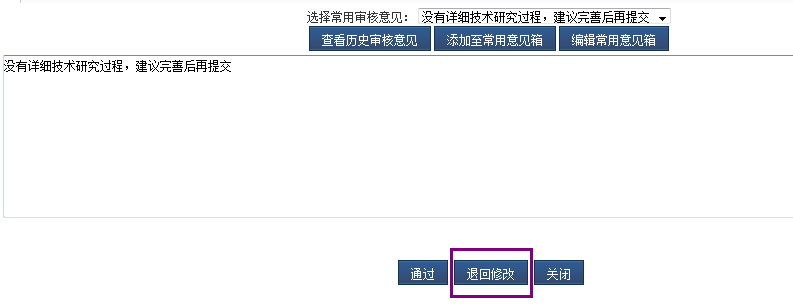 选择常用审核意见： 没有详细技术研究过程，建议完善后再提交
查看历史审核意见 添加至常用意见箱 编辑常用意见箱
没有详细技术研究过程，建议完善后再提交
通过 退回修改 关闭